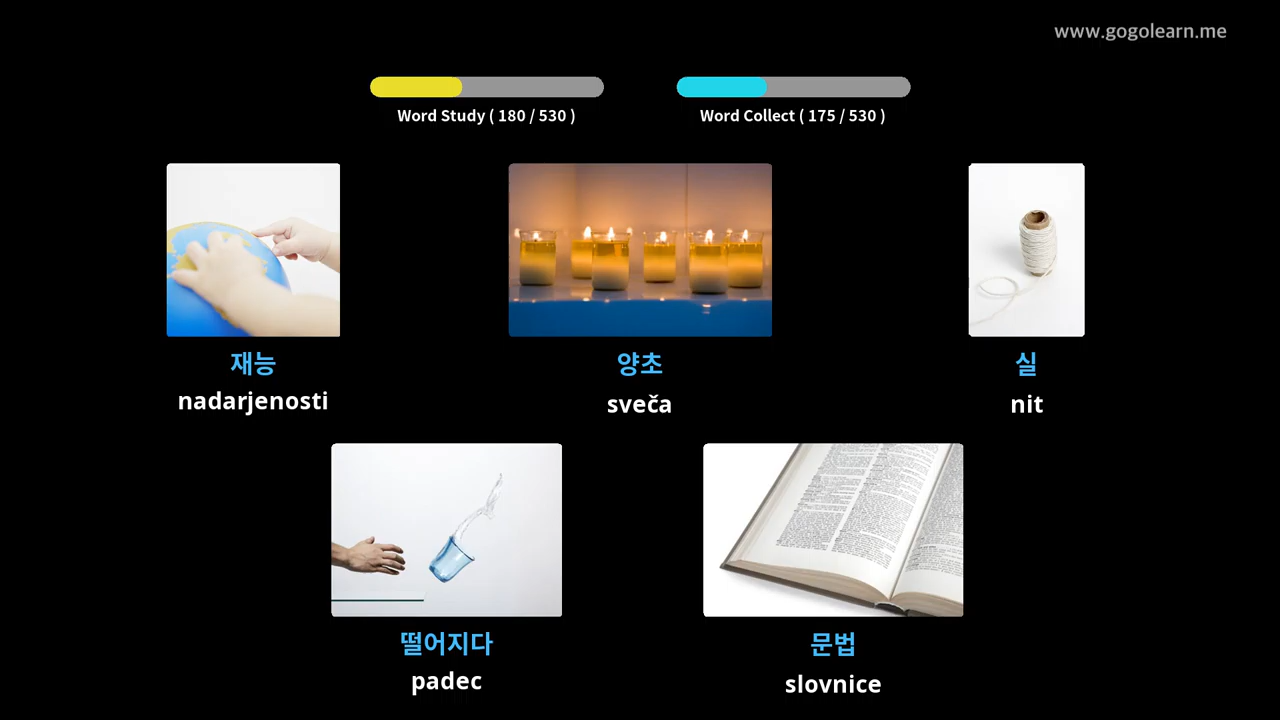 www.gogolearn.me
Word Study ( 180 / 530 )
Word Collect ( 175 / 530 )
재능
nadarjenosti
양초
sveča
실
nit
떨어지다
padec
문법
slovnice